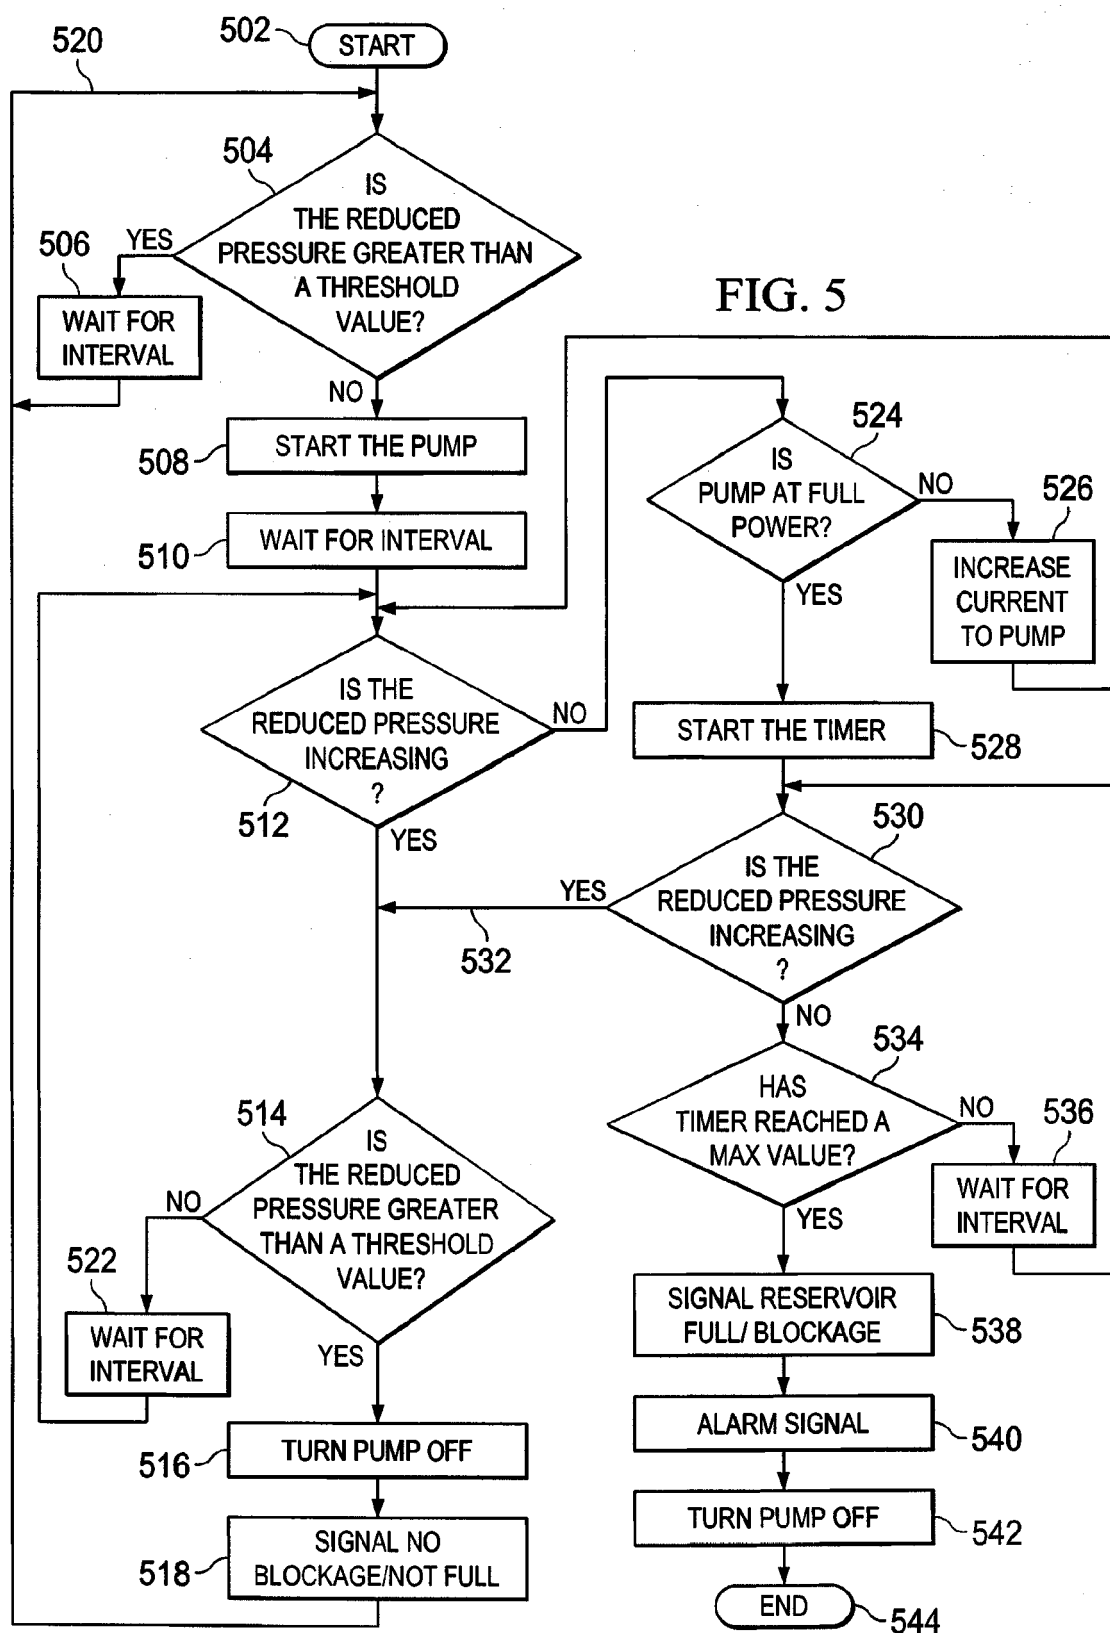 520
502
START
504
IS
THE REDUCED
PRESSURE GREATER THAN
A THRESHOLD
VALUE?
YES
506
WAIT FOR
INTERVAL
FIG. 5
NO
START THE PUMP
508
WAIT FOR INTERVAL
510
524
IS
PUMP AT FULL
POWER?
NO
526
INCREASE
CURRENT
TO PUMP
YES
IS THE
REDUCED PRESSURE
INCREASING
?
NO
512
YES
START THE TIMER
528
530
IS THE
REDUCED PRESSURE
INCREASING
?
YES
532
NO
534
HAS
TIMER REACHED A
MAX VALUE?
NO
536
WAIT FOR
INTERVAL
YES
514
IS
THE REDUCED
PRESSURE GREATER
THAN A THRESHOLD
VALUE?
NO
522
WAIT FOR
INTERVAL
YES
SIGNAL RESERVOIR
FULL/ BLOCKAGE
538
ALARM SIGNAL
540
TURN PUMP OFF
516
TURN PUMP OFF
542
SIGNAL NO
BLOCKAGE/NOT FULL
518
END
544